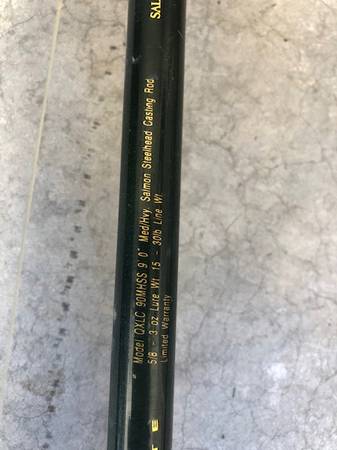 Model QXLC 90MHSS 9' 0" Med/Hvy. Salmon Steelhead Casting Rod
5/8 - 3 oz Lure Wt 15 - 30lb Line Wt.
Limited Warranty